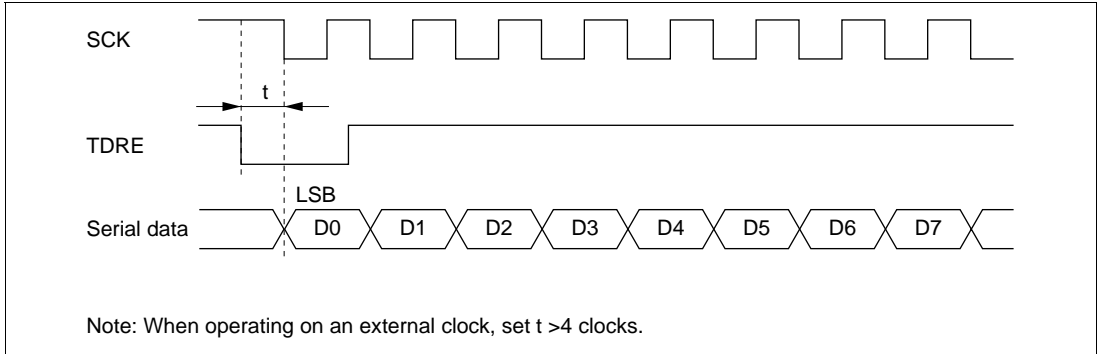 SCK
t
TDRE
LSB
Serial data D0 D1 D2 D3 D4 D5 D6 D7
Note: When operating on an external clock, set t >4 clocks.